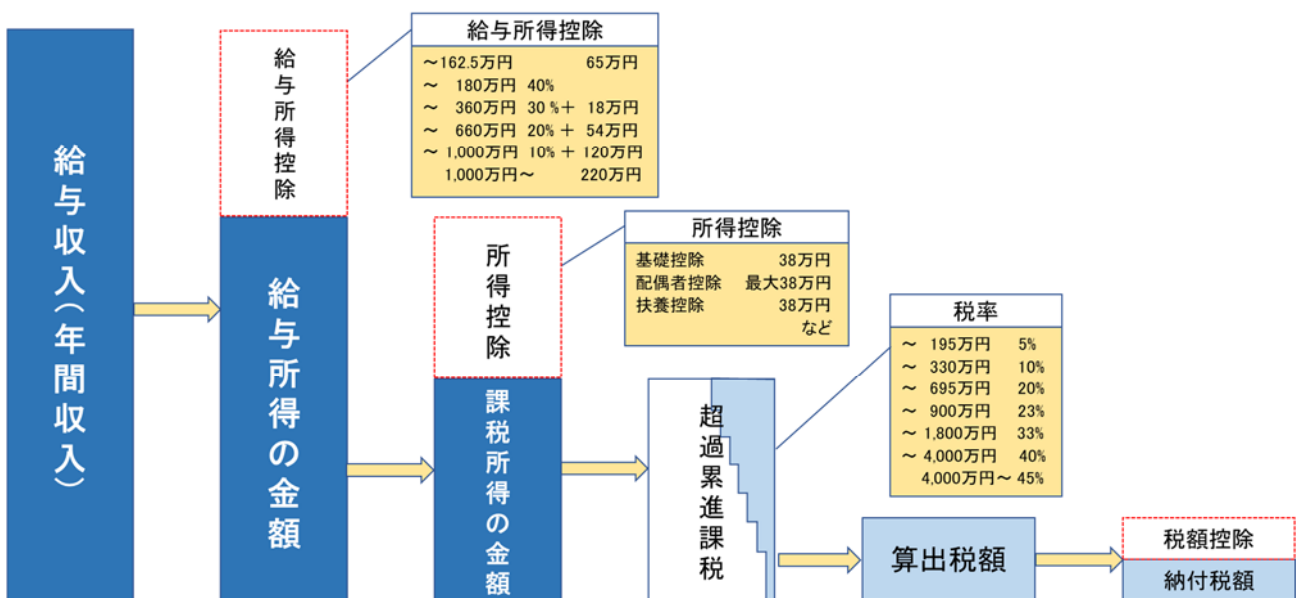 給与収入(年間収入)
給与所得控除
給与所得の金額
給与所得控除
～162.5万円 65万円
～ 180万円 40%
～ 360万円 30%+ 18万円
～ 660万円 20%+ 54万円
～ 1,000万円 10%+ 120万円
1,000万円～ 220万円
所得控除
課税所得の金額
所得控除
基礎控除 38万円
配偶者控除 最大38万円
扶養控除 38万円
など
超過累進課税
税率
～ 195万円 5%
～ 330万円 10%
～ 695万円 20%
～ 900万円 23%
～ 1,800万円 33%
～ 4,000万円 40%
4,000万円～ 45%
算出税額
税額控除
納付税額